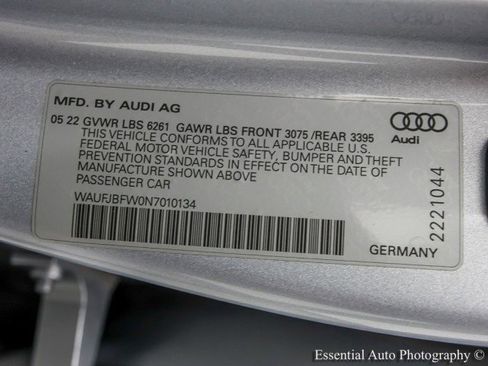 MFD. BY AUDI AG
05 22 GVWR LBS 6261 GAWR LBS FRONT 3075 /REAR 3395
THIS VEHICLE CONFORMS TO ALL APPLICABLE U.S.
FEDERAL MOTOR VEHICLE SAFETY, BUMPER AND THEFT
PREVENTION STANDARDS IN EFFECT ON THE DATE OF
MANUFACTURE SHOWN ABOVE
PASSENGER CAR
WAUFJBFW0N7010134
Audi
2221044
GERMANY
Essential Auto Photography ©